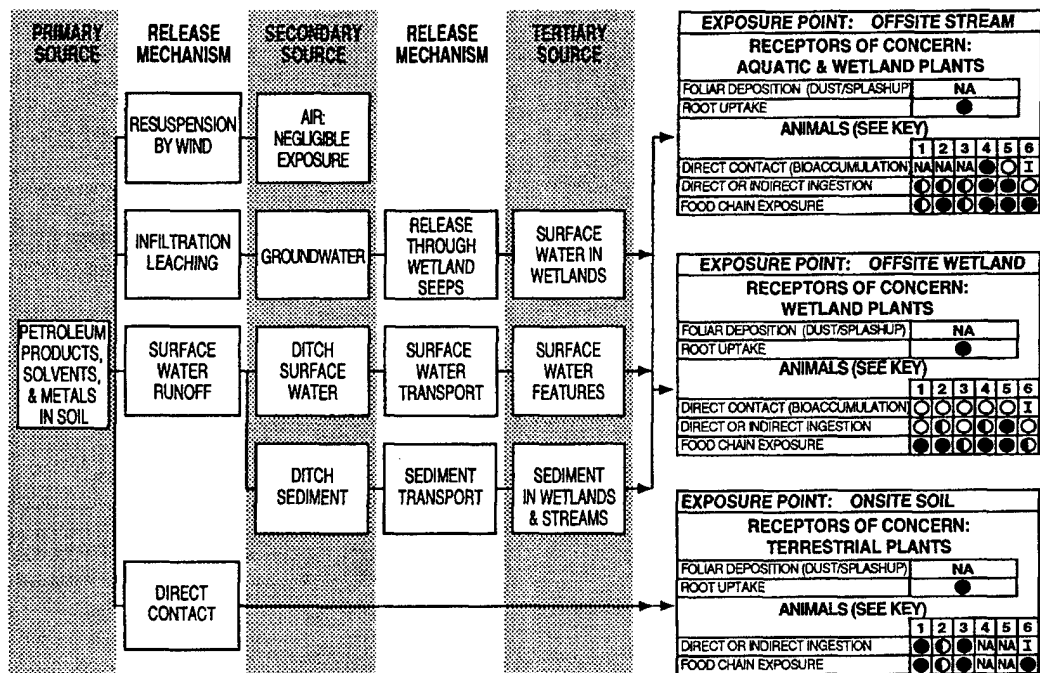 PRIMARY SOURCE
RELEASE MECHANISM
SECONDARY SOURCE
RELEASE MECHANISM
TERTIARY SOURCE
PETROLEUM
PRODUCTS,
SOLVENTS,
& METALS
IN SOIL
RESUSPENSION
BY WIND
AIR:
NEGLIGIBLE
EXPOSURE
INFILTRATION
LEACHING
GROUNDWATER
RELEASE
THROUGH
WETLAND
SEEPS
SURFACE
WATER IN
WETLANDS
SURFACE
WATER
RUNOFF
DITCH
SURFACE
WATER
SURFACE
WATER
TRANSPORT
SURFACE
WATER
FEATURES
DITCH
SEDIMENT
SEDIMENT
TRANSPORT
SEDIMENT
IN WETLANDS
& STREAMS
DIRECT
CONTACT
EXPOSURE POINT: OFFSITE STREAM
RECEPTORS OF CONCERN:
AQUATIC & WETLAND PLANTS
FOLIAR DEPOSITION (DUST/SPLASHUP) NA
ROOT UPTAKE ●
ANIMALS (SEE KEY)
1 2 3 4 5 6
DIRECT CONTACT (BIOACCUMULATION) NA NA NA ● ○ I
DIRECT OR INDIRECT INGESTION ◐ ◐ ◐ ● ● ○
FOOD CHAIN EXPOSURE ◐ ● ◐ ● ● ●
EXPOSURE POINT: OFFSITE WETLAND
RECEPTORS OF CONCERN:
WETLAND PLANTS
FOLIAR DEPOSITION (DUST/SPLASHUP) NA
ROOT UPTAKE ●
ANIMALS (SEE KEY)
1 2 3 4 5 6
DIRECT CONTACT (BIOACCUMULATION) ○ ○ ○ ○ ○ I
DIRECT OR INDIRECT INGESTION ○ ◐ ○ ◐ ● ○
FOOD CHAIN EXPOSURE ● ● ◐ ● ● ◐
EXPOSURE POINT: ONSITE SOIL
RECEPTORS OF CONCERN:
TERRESTRIAL PLANTS
FOLIAR DEPOSITION (DUST/SPLASHUP) NA
ROOT UPTAKE ●
ANIMALS (SEE KEY)
1 2 3 4 5 6
DIRECT OR INDIRECT INGESTION ● ◐ ● NA NA I
FOOD CHAIN EXPOSURE ● ◐ ● NA NA ●